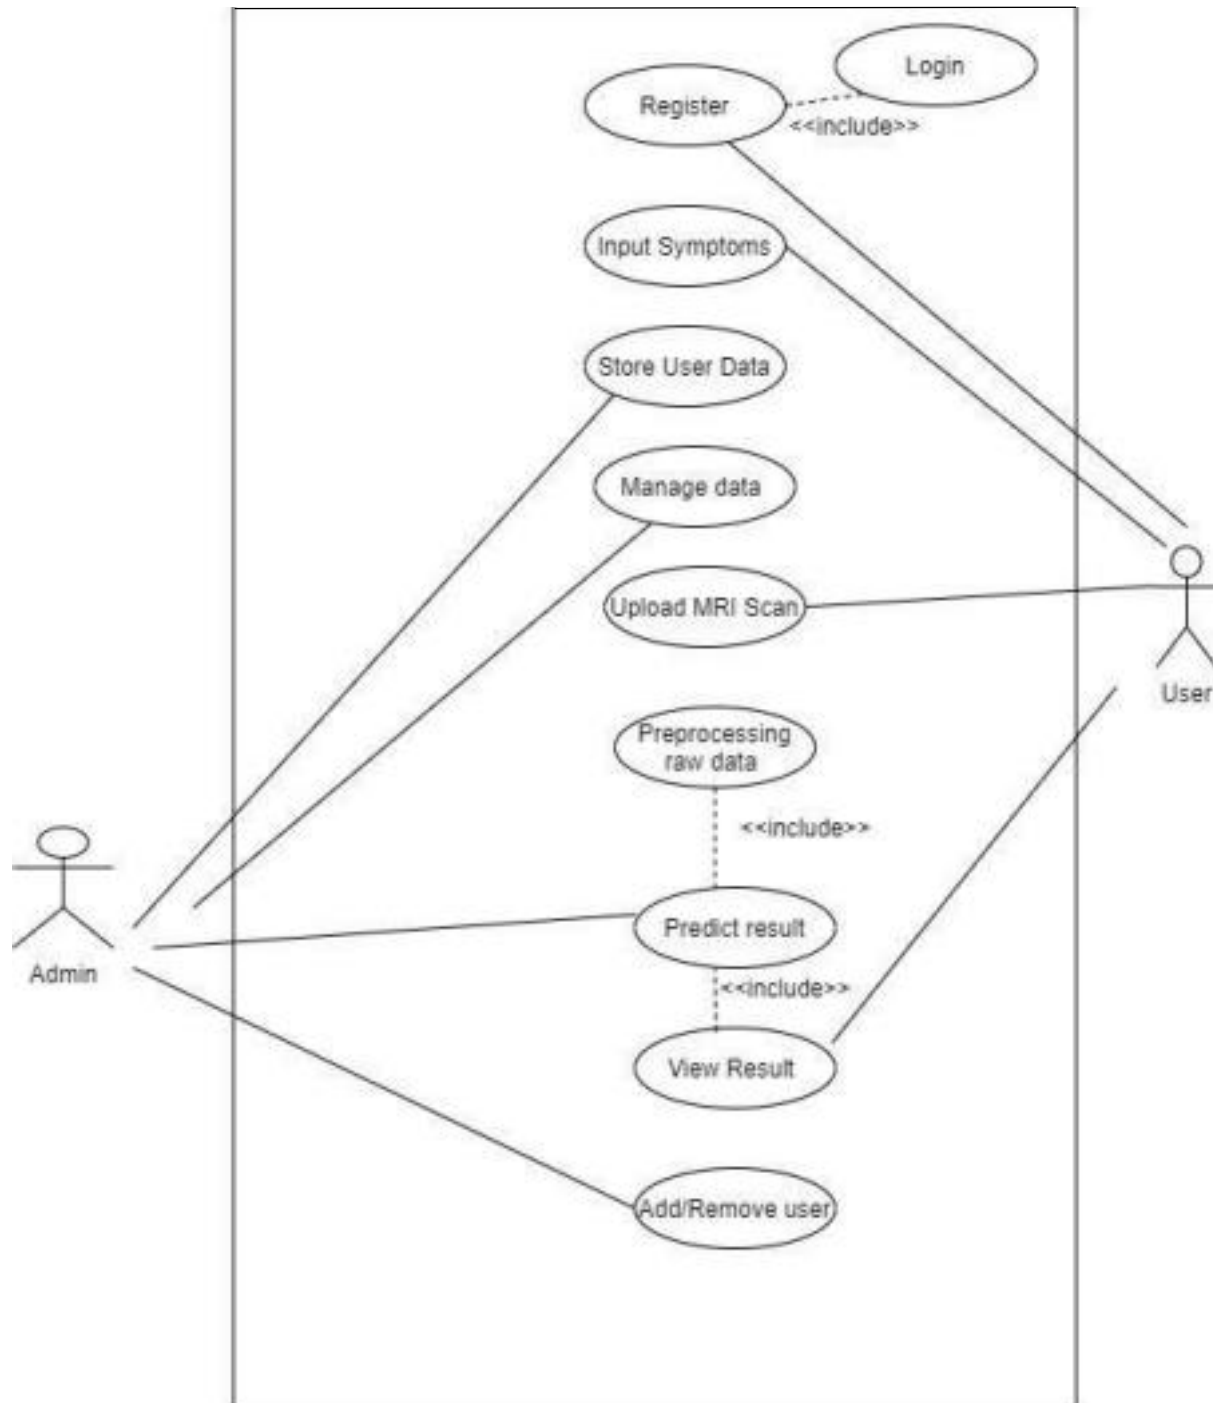 Login
Register
<<include>>
Input Symptoms
Store User Data
Manage data
Upload MRI Scan
User
Preprocessing
raw data
<<include>>
Predict result
Admin
<<include>>
View Result
Add/Remove user